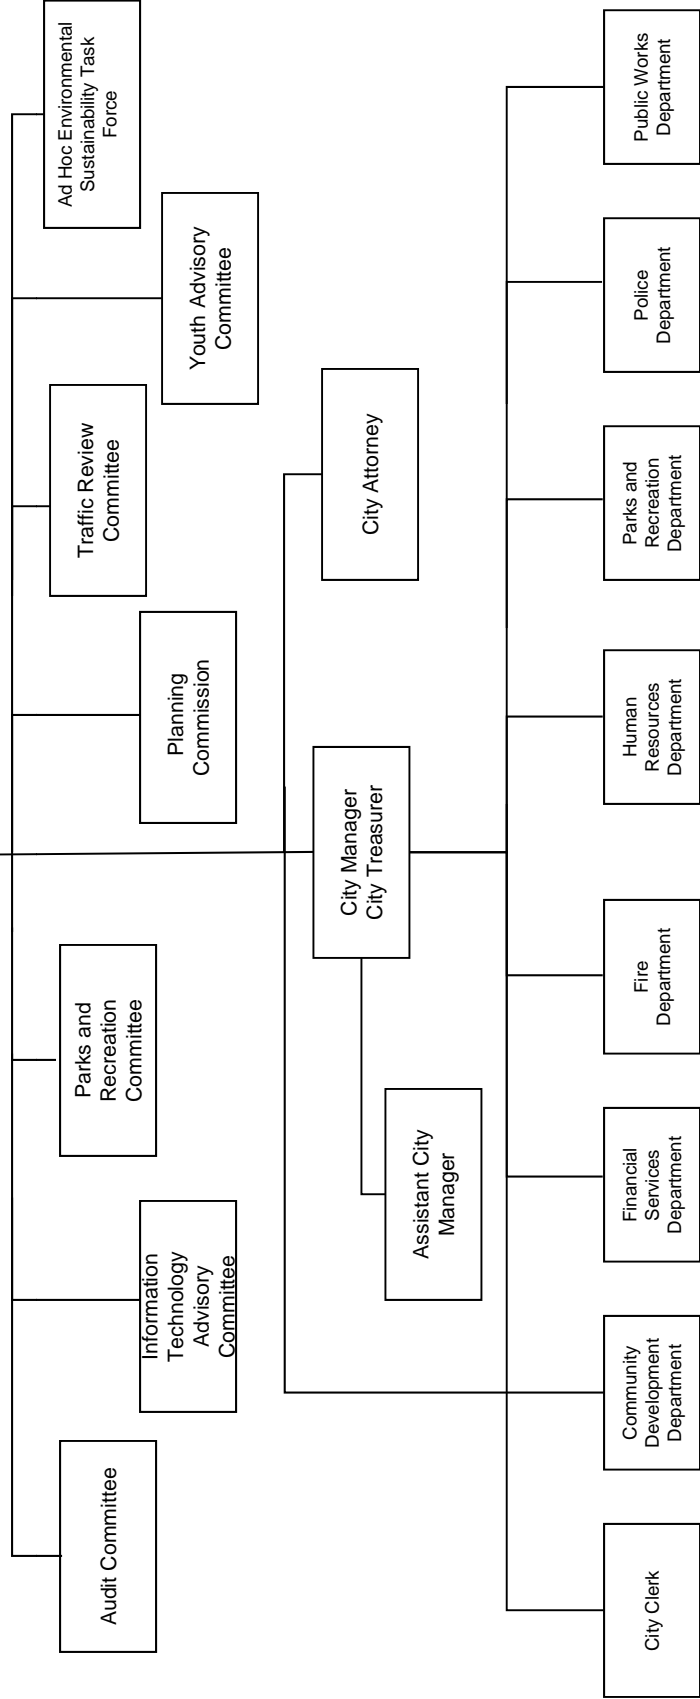 Audit Committee
Information
Technology
Advisory
Committee
Parks and
Recreation
Committee
Planning
Commission
Traffic Review
Committee
Youth Advisory
Committee
Ad Hoc Environmental
Sustainability Task
Force
City Manager
City Treasurer
City Attorney
Assistant City
Manager
City Clerk
Community
Development
Department
Financial
Services
Department
Fire
Department
Human
Resources
Department
Parks and
Recreation
Department
Police
Department
Public Works
Department